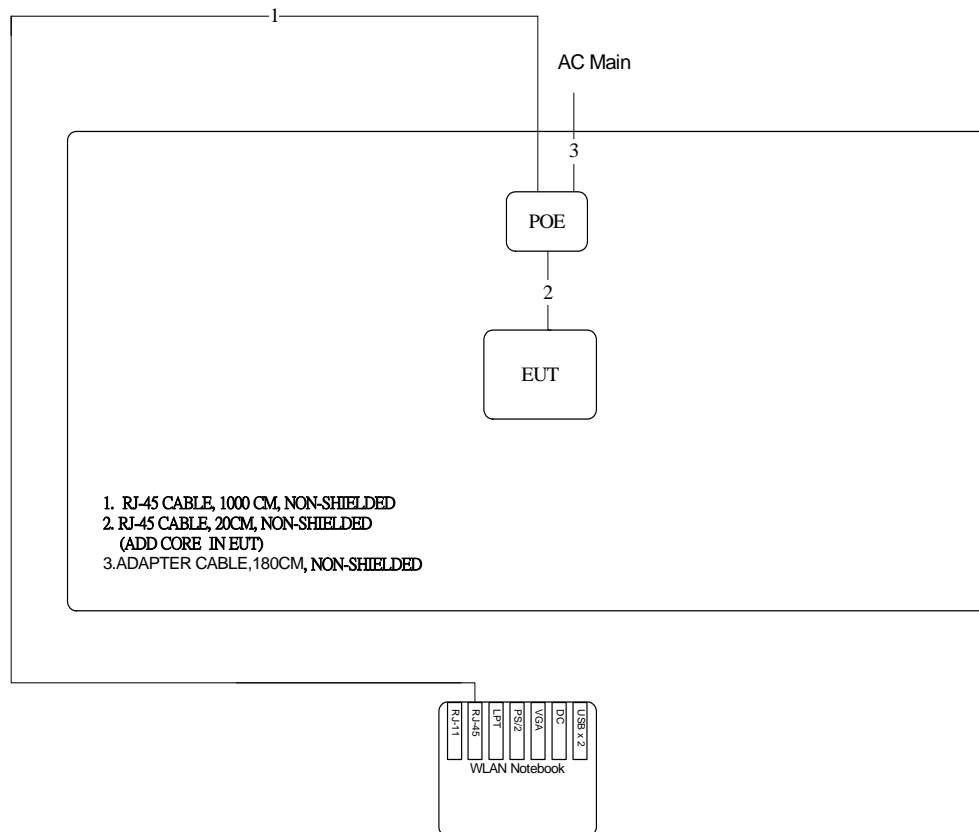 1
AC Main
3
POE
2
EUT
1. RJ-45 CABLE, 1000 CM, NON-SHIELDED
2. RJ-45 CABLE, 20CM, NON-SHIELDED
(ADD CORE IN EUT)
3.ADAPTER CABLE,180CM, NON-SHIELDED
RJ-11
RJ-45
LPT
PS/2
VGA
DC
USB x 2
WLAN Notebook